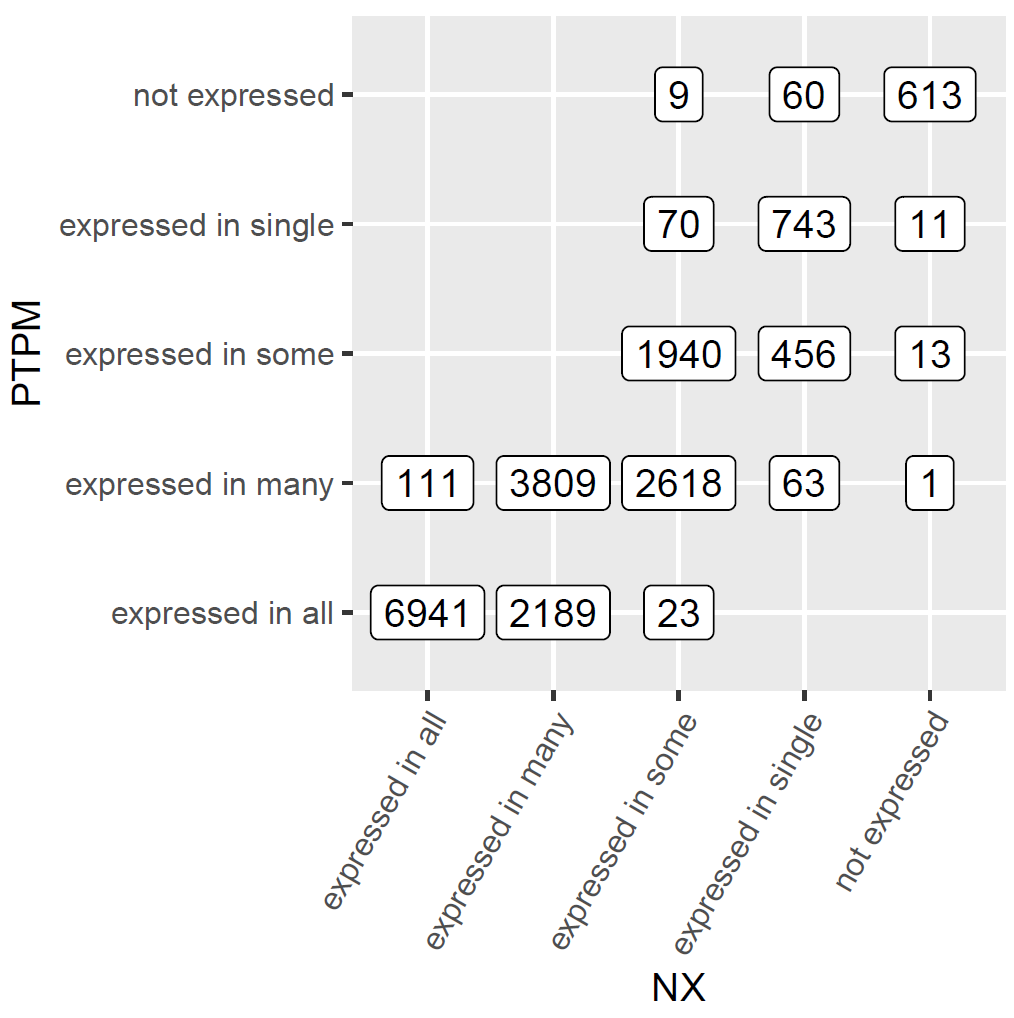 not expressed
9 60 613
expressed in single
70 743 11
expressed in some
1940 456 13
expressed in many
111 3809 2618 63 1
expressed in all
6941 2189 23
PTPM
expressed in all
expressed in many
expressed in some
expressed in single
not expressed
NX